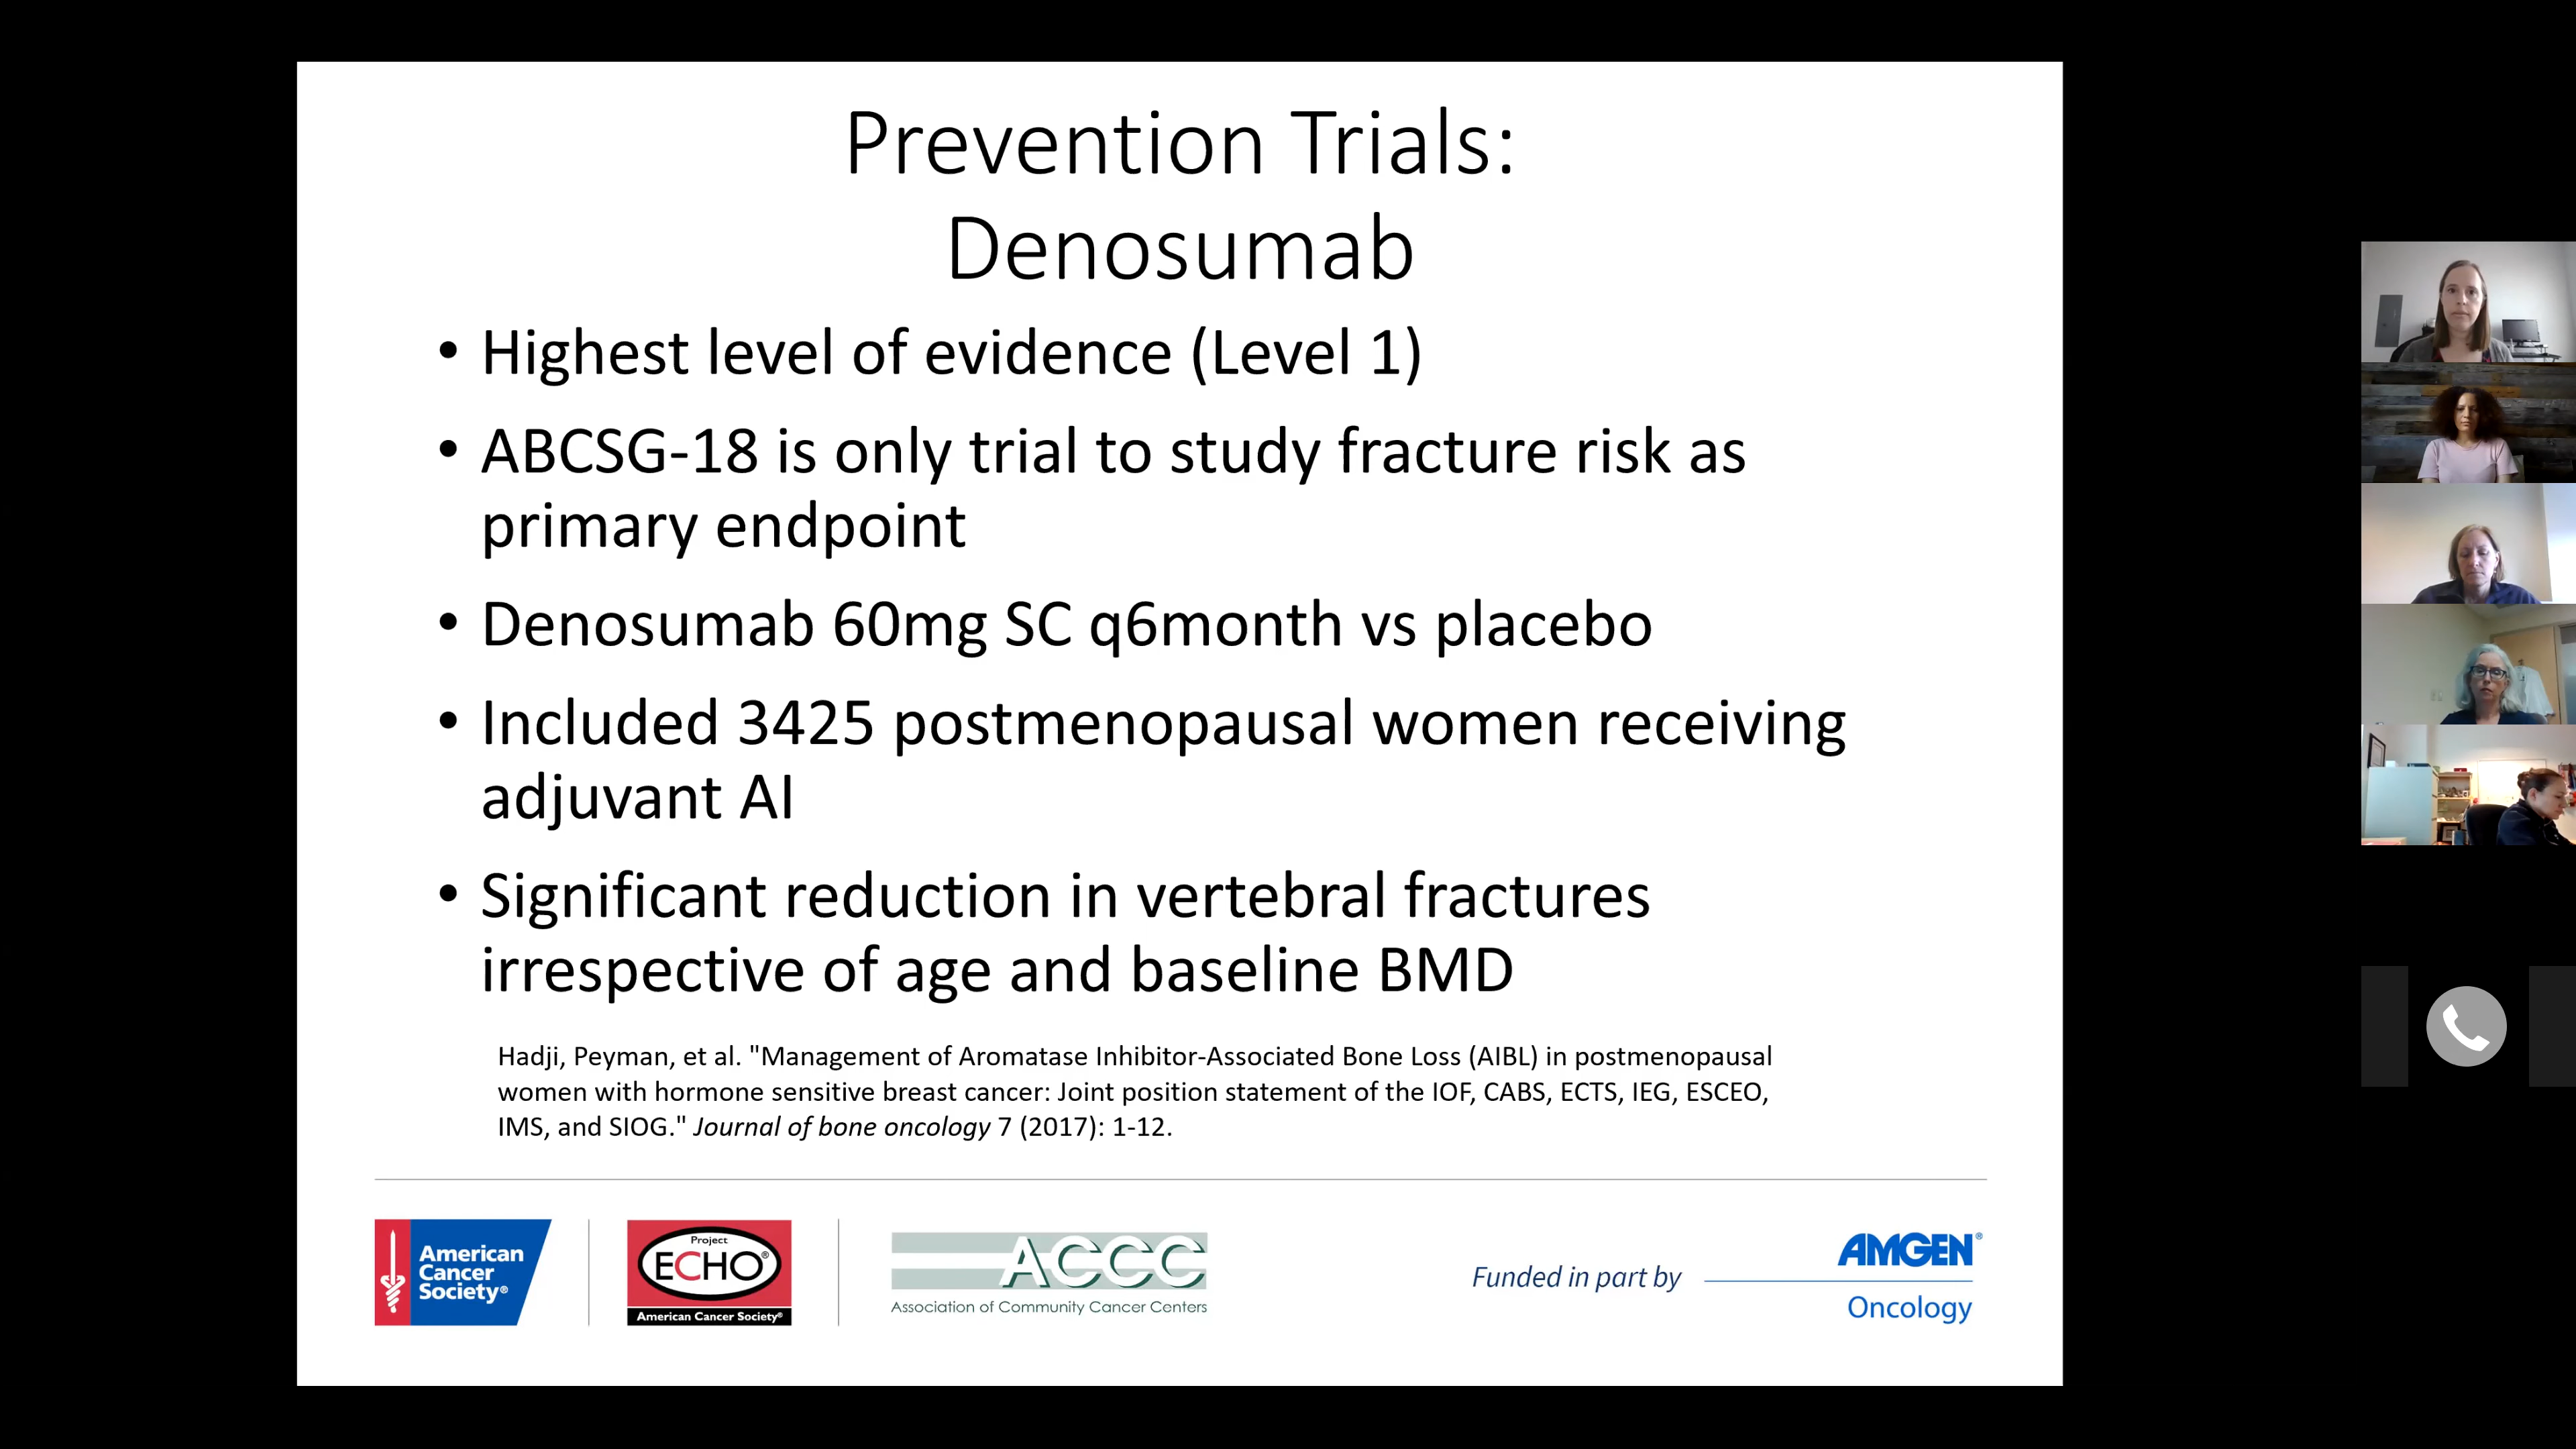 Prevention Trials:
Denosumab
• Highest level of evidence (Level 1)
• ABCSG-18 is only trial to study fracture risk as
primary endpoint
• Denosumab 60mg SC q6month vs placebo
• Included 3425 postmenopausal women receiving
adjuvant AI
• Significant reduction in vertebral fractures
irrespective of age and baseline BMD
Hadji, Peyman, et al. "Management of Aromatase Inhibitor-Associated Bone Loss (AIBL) in postmenopausal
women with hormone sensitive breast cancer: Joint position statement of the IOF, CABS, ECTS, IEG, ESCEO,
IMS, and SIOG." Journal of bone oncology 7 (2017): 1-12.
American
Cancer
Society®
Project
ECHO®
American Cancer Society®
ACCC
Association of Community Cancer Centers
Funded in part by
AMGEN®
Oncology